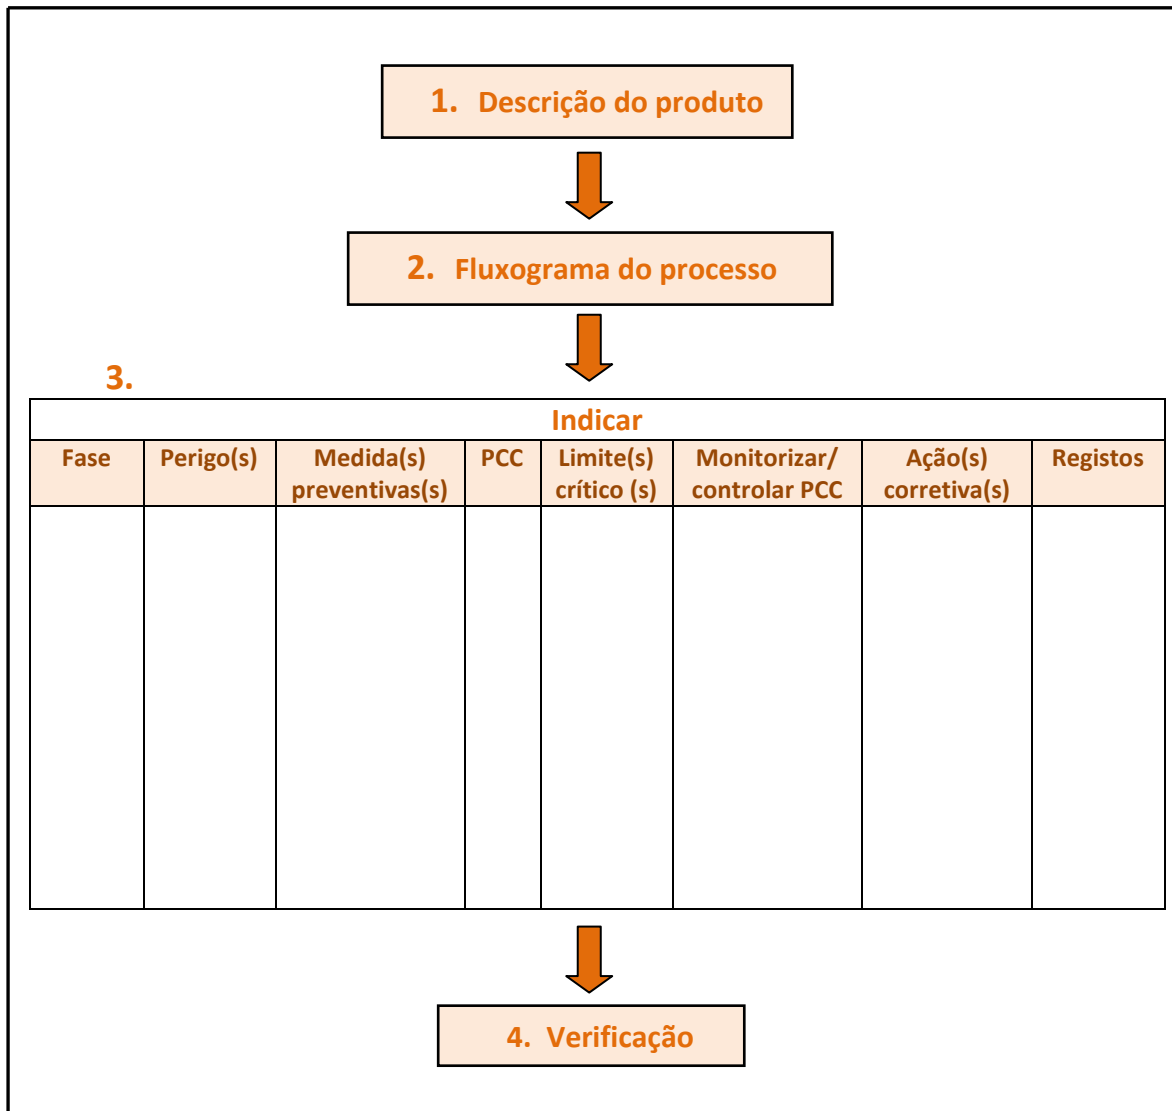 1. Descrição do produto
2. Fluxograma do processo
3.
Indicar
Fase
Perigo(s)
Medida(s)
preventivas(s)
PCC
Limite(s)
crítico (s)
Monitorizar/
controlar PCC
Ação(s)
corretiva(s)
Registos
4. Verificação